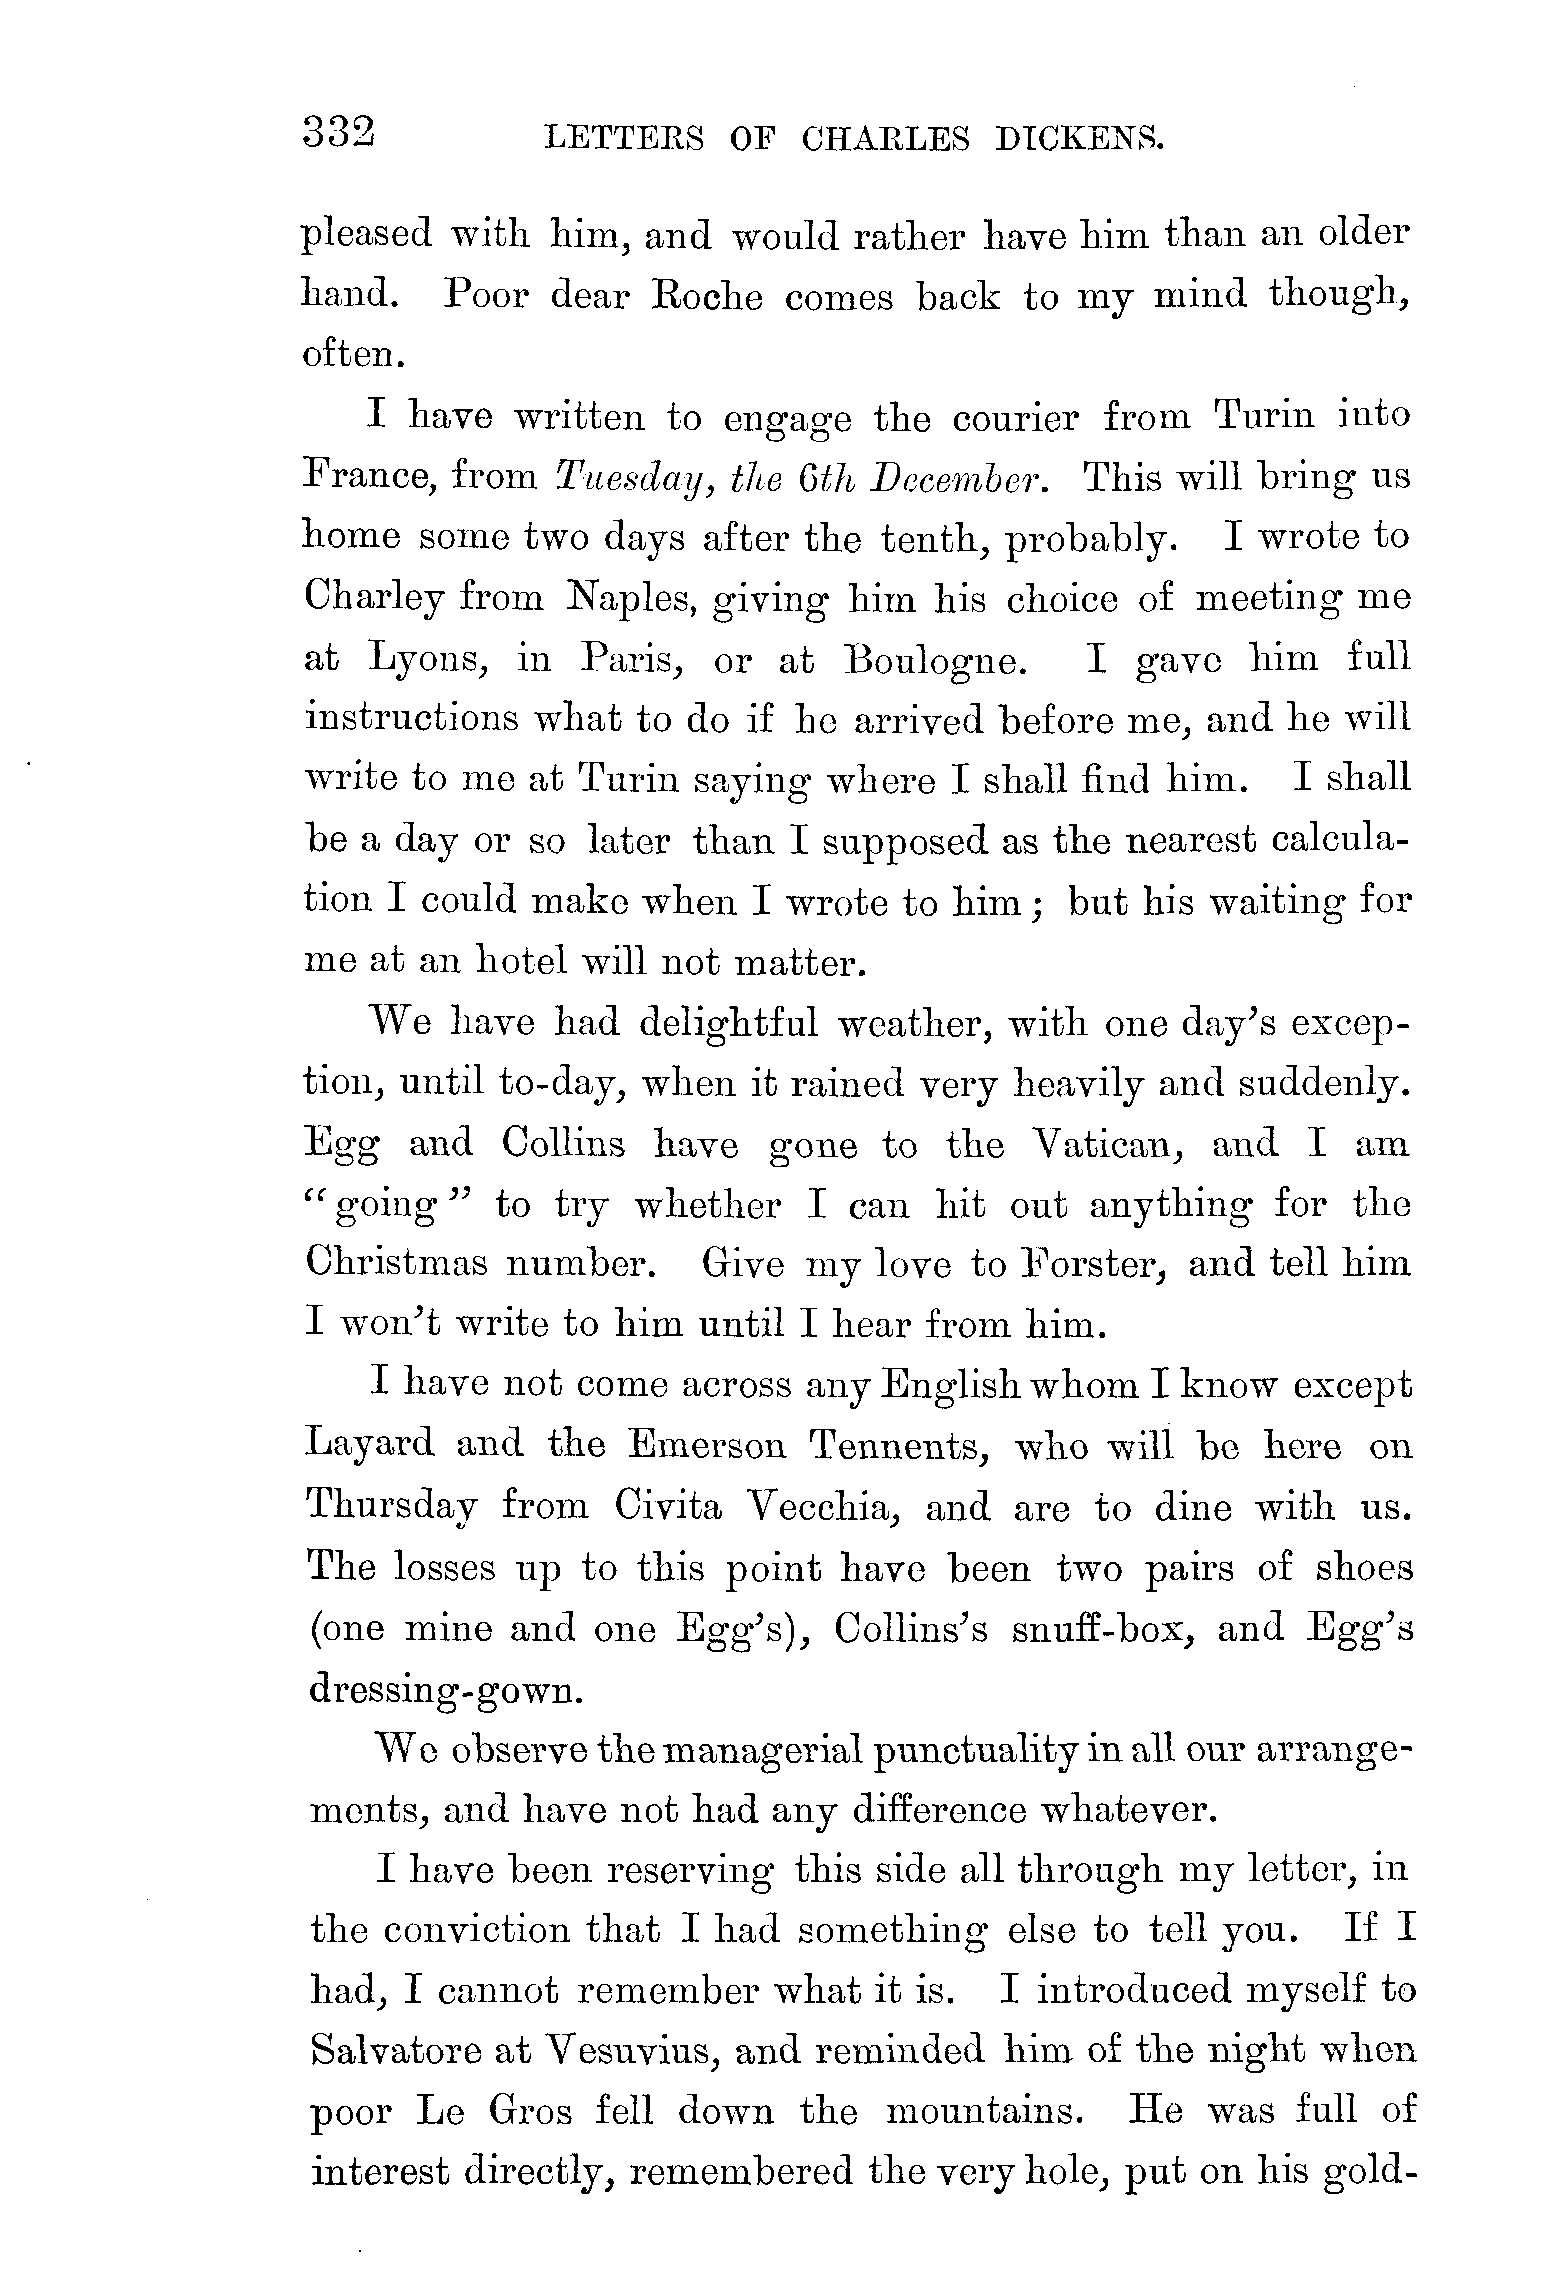 332 LETTERS OF CHARLES DICKENS.
pleased with him, and would rather have him than an older
hand. Poor dear Roche comes back to my mind though,
often.
I have written to engage the courier from Turin into
France, from Tuesday, the 6th December. This will bring us
home some two days after the tenth, probably. I wrote to
Charley from Naples, giving him his choice of meeting me
at Lyons, in Paris, or at Boulogne. I gave him full
instructions what to do if he arrived before me, and he will
write to me at Turin saying where I shall find him. I shall
be a day or so later than I supposed as the nearest calcula-
tion I could make when I wrote to him; but his waiting for
me at an hotel will not matter.
We have had delightful weather, with one day's excep-
tion, until to-day, when it rained very heavily and suddenly.
Egg and Collins have gone to the Vatican, and I am
"going" to try whether I can hit out anything for the
Christmas number. Give my love to Forster, and tell him
I won't write to him until I hear from him.
I have not come across any English whom I know except
Layard and the Emerson Tennents, who will be here on
Thursday from Civita Vecchia, and are to dine with us.
The losses up to this point have been two pairs of shoes
(one mine and one Egg's), Collins's snuff-box, and Egg's
dressing-gown.
We observe the managerial punctuality in all our arrange-
ments, and have not had any difference whatever.
I have been reserving this side all through my letter, in
the conviction that I had something else to tell you. If I
had, I cannot remember what it is. I introduced myself to
Salvatore at Vesuvius, and reminded him of the night when
poor Le Gros fell down the mountains. He was full of
interest directly, remembered the very hole, put on his gold-